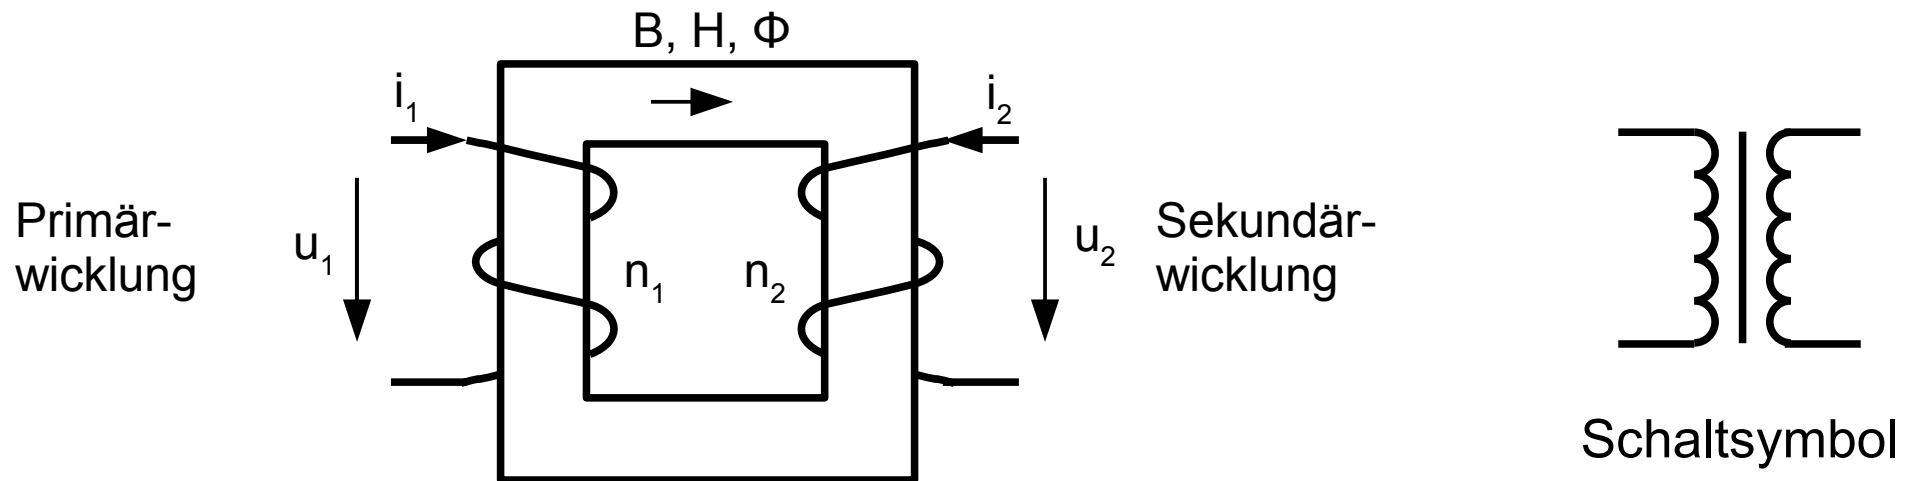 B, H, Φ
i₁
i₂
Primär-
wicklung
u₁
n₁
n₂
u₂
Sekundär-
wicklung
Schaltsymbol